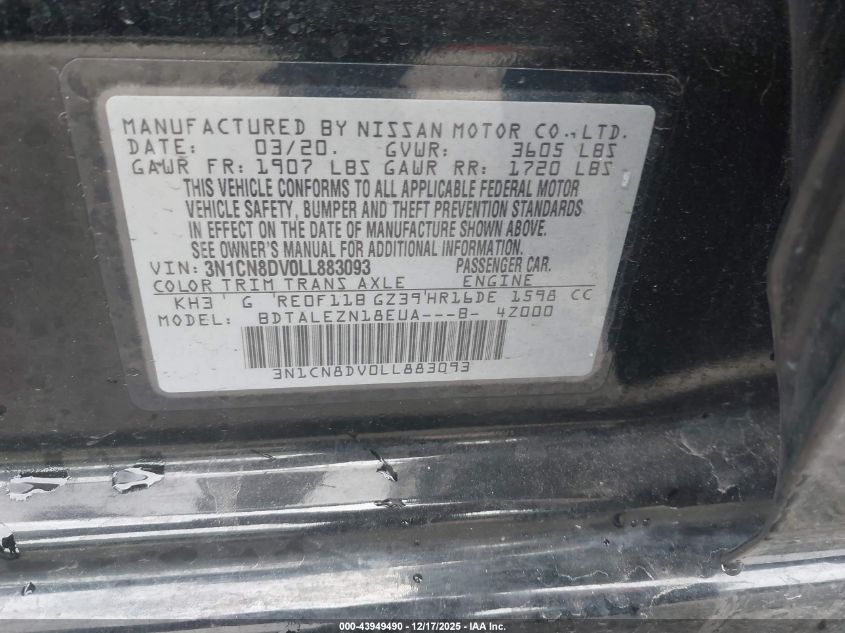 MANUFACTURED BY NISSAN MOTOR CO., LTD.
DATE: 03/20. GVWR: 3605 LBS
GAWR FR: 1907 LBS GAWR RR: 1720 LBS
THIS VEHICLE CONFORMS TO ALL APPLICABLE FEDERAL MOTOR
VEHICLE SAFETY, BUMPER AND THEFT PREVENTION STANDARDS
IN EFFECT ON THE DATE OF MANUFACTURE SHOWN ABOVE.
SEE OWNER'S MANUAL FOR ADDITIONAL INFORMATION.
VIN: 3N1CN8DV0LL883093 PASSENGER CAR.
COLOR TRIM TRANS AXLE ENGINE
KH3 G RE0F11B GZ39 HR16DE 1598 CC
MODEL: BDTALEZN18EUA---B- 4Z000
3N1CN8DV0LL883093
000-43949490 - 12/17/2025 - IAA Inc.